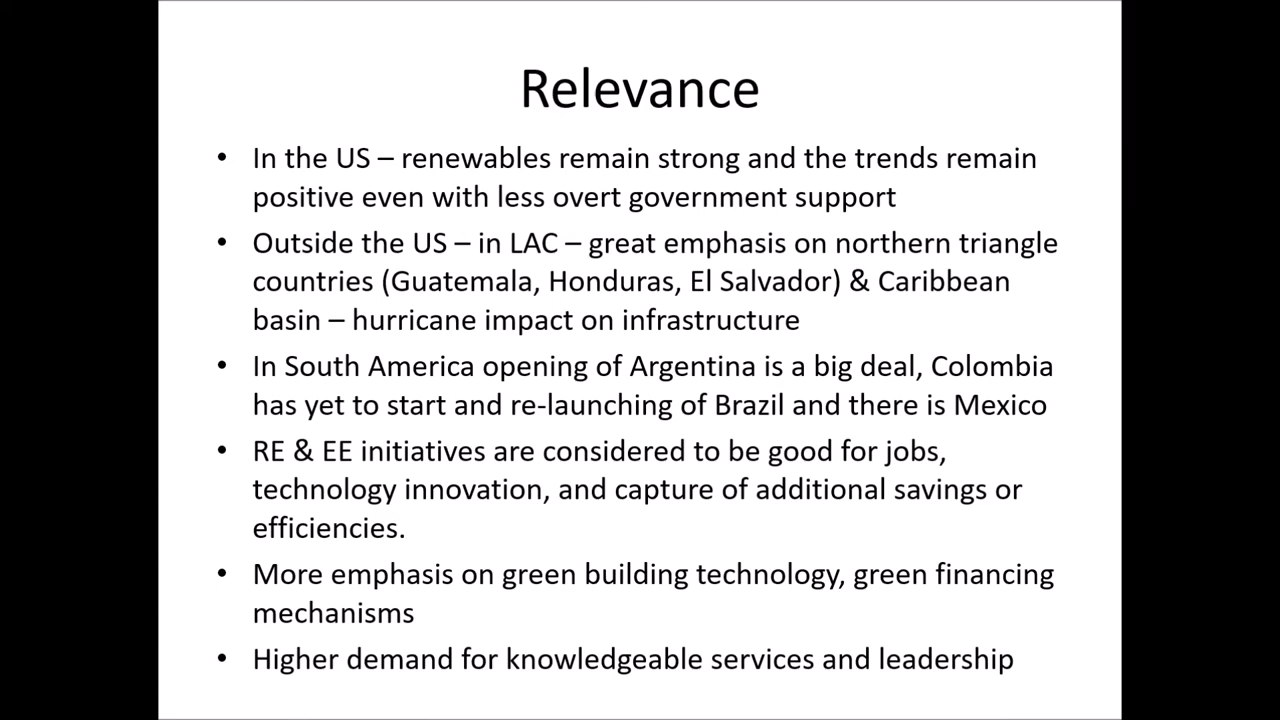 Relevance
• In the US – renewables remain strong and the trends remain
positive even with less overt government support
• Outside the US – in LAC – great emphasis on northern triangle
countries (Guatemala, Honduras, El Salvador) & Caribbean
basin – hurricane impact on infrastructure
• In South America opening of Argentina is a big deal, Colombia
has yet to start and re-launching of Brazil and there is Mexico
• RE & EE initiatives are considered to be good for jobs,
technology innovation, and capture of additional savings or
efficiencies.
• More emphasis on green building technology, green financing
mechanisms
• Higher demand for knowledgeable services and leadership